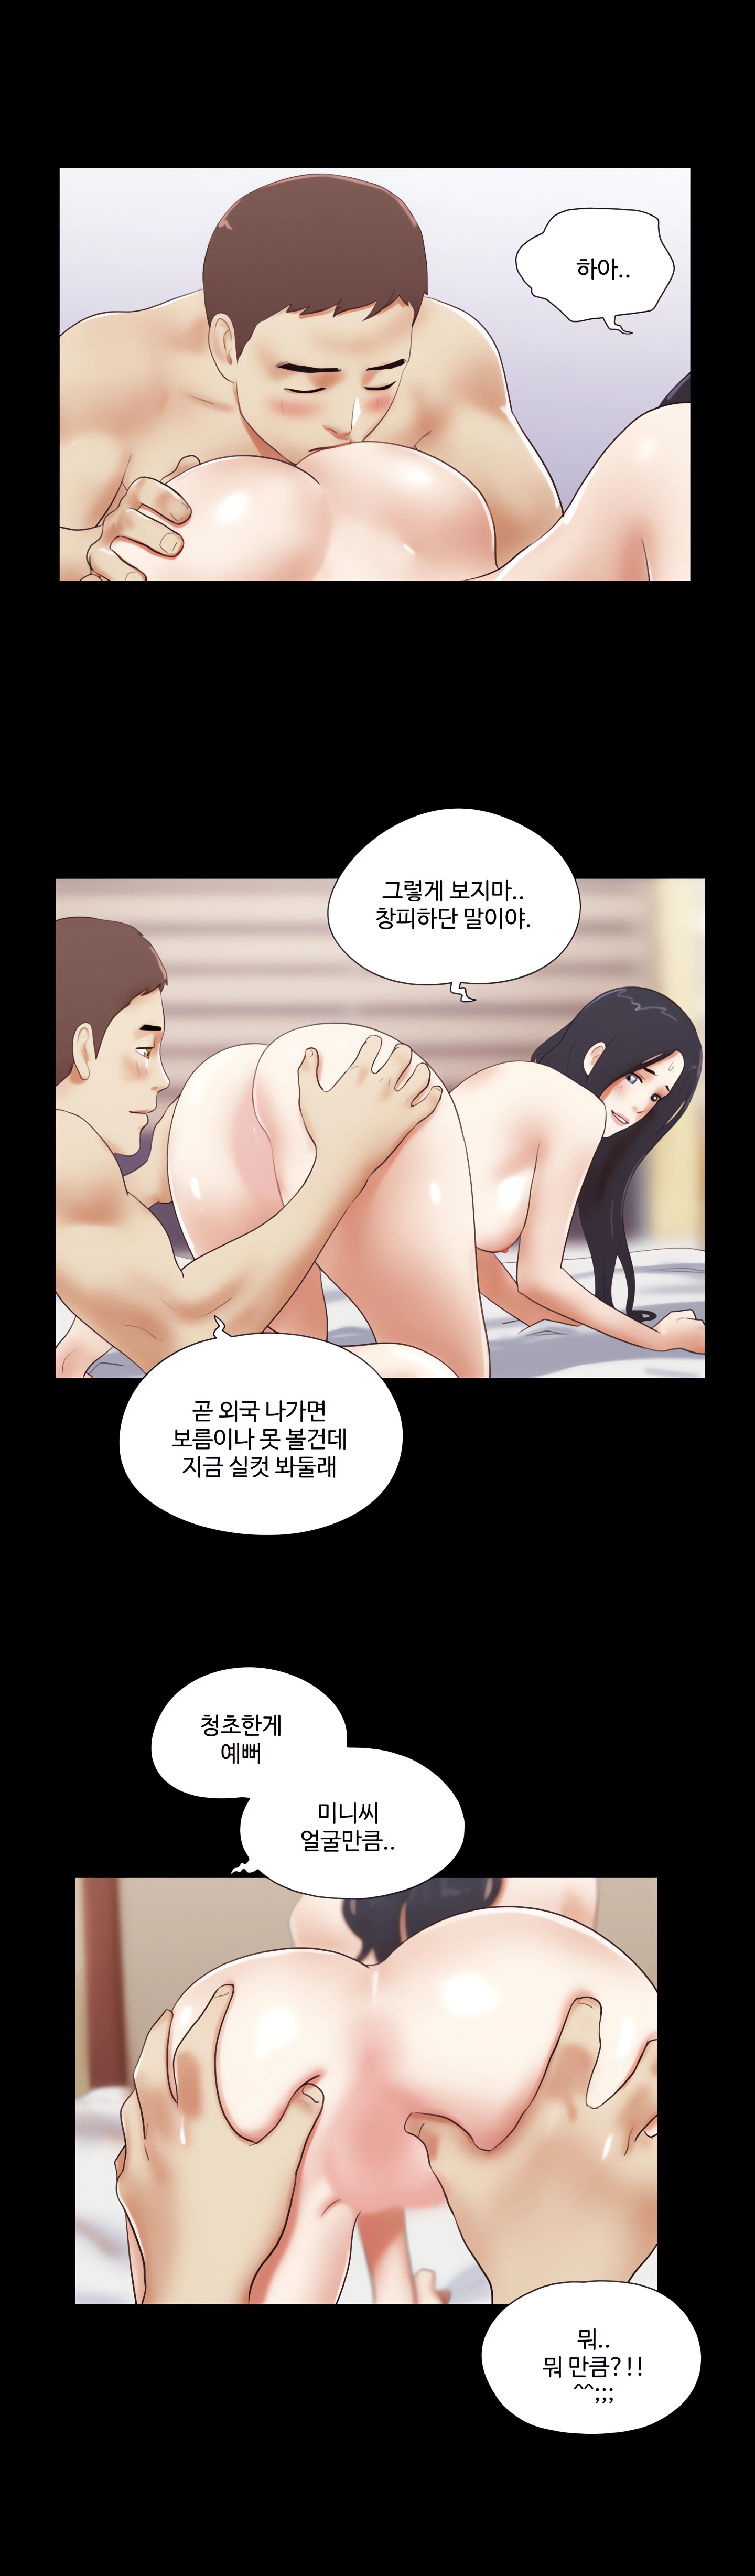 하아..
그렇게 보지마..
창피하단 말이야.
곧 외국 나가면
보름이나 못 볼건데
지금 실컷 봐둘래
청초한게
예뻐
미니씨
얼굴만큼..
뭐..
뭐 만큼?!!
^^;;;